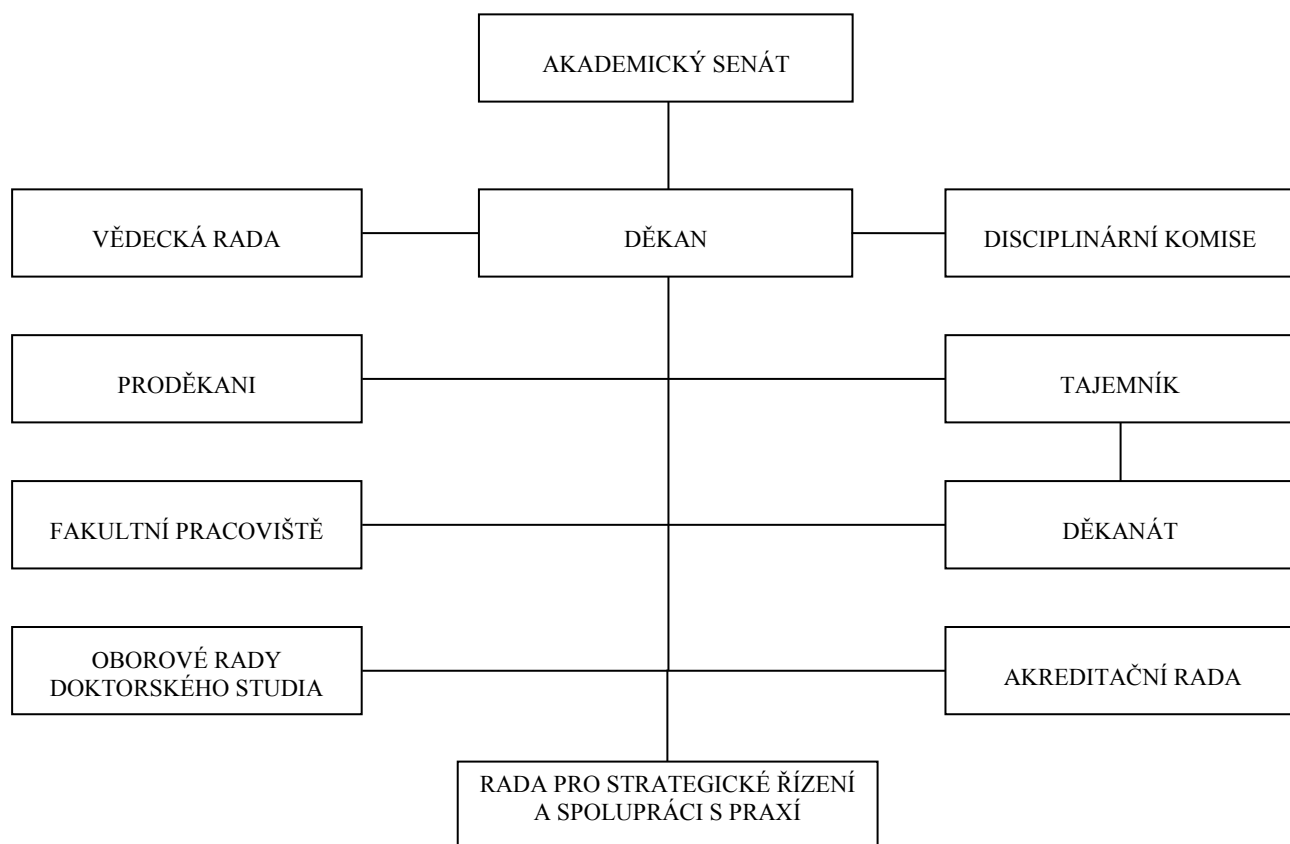 AKADEMICKÝ SENÁT
VĚDECKÁ RADA
DĚKAN
DISCIPLINÁRNÍ KOMISE
PRODĚKANI
TAJEMNÍK
FAKULTNÍ PRACOVIŠTĚ
DĚKANÁT
OBOROVÉ RADY
DOKTORSKÉHO STUDIA
AKREDITAČNÍ RADA
RADA PRO STRATEGICKÉ ŘÍZENÍ
A SPOLUPRÁCI S PRAXÍ